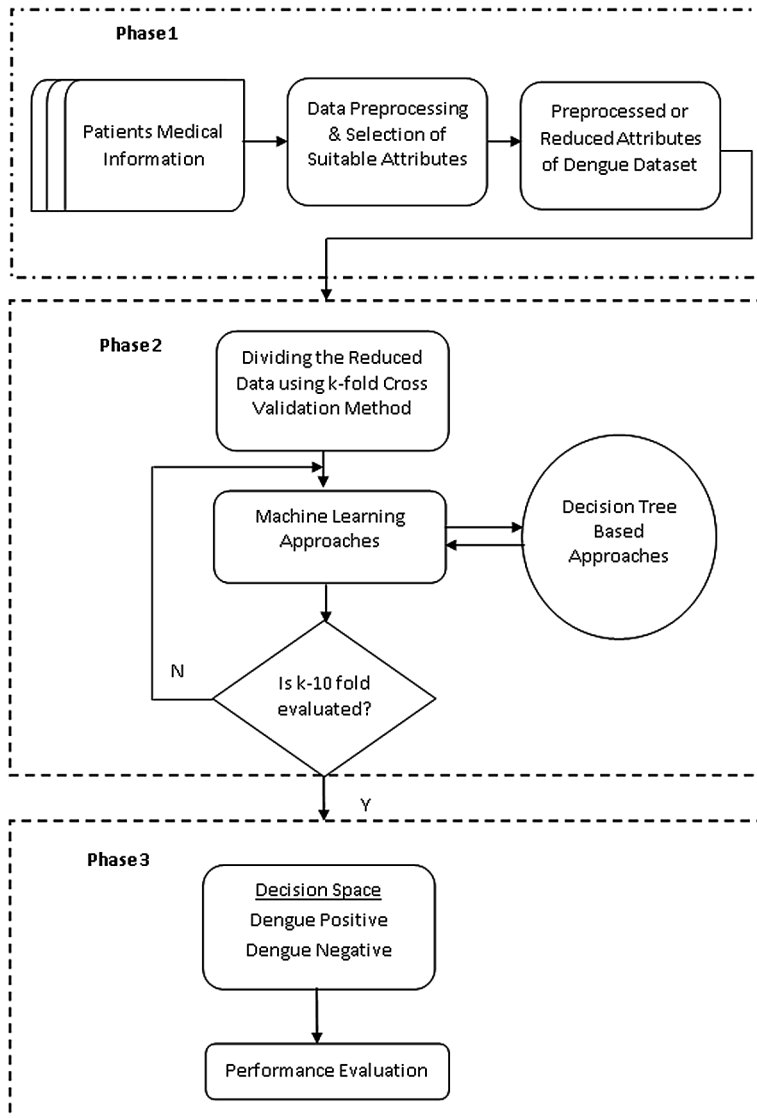 Phase1
Patients Medical
Information
Data Preprocessing
& Selection of
Suitable Attributes
Preprocessed or
Reduced Attributes
of Dengue Dataset
Phase2
Dividing the Reduced
Data using k-fold Cross
Validation Method
Machine Learning
Approaches
Decision Tree
Based
Approaches
N
Is k-10 fold
evaluated?
Y
Phase3
Decision Space
Dengue Positive
Dengue Negative
Performance Evaluation